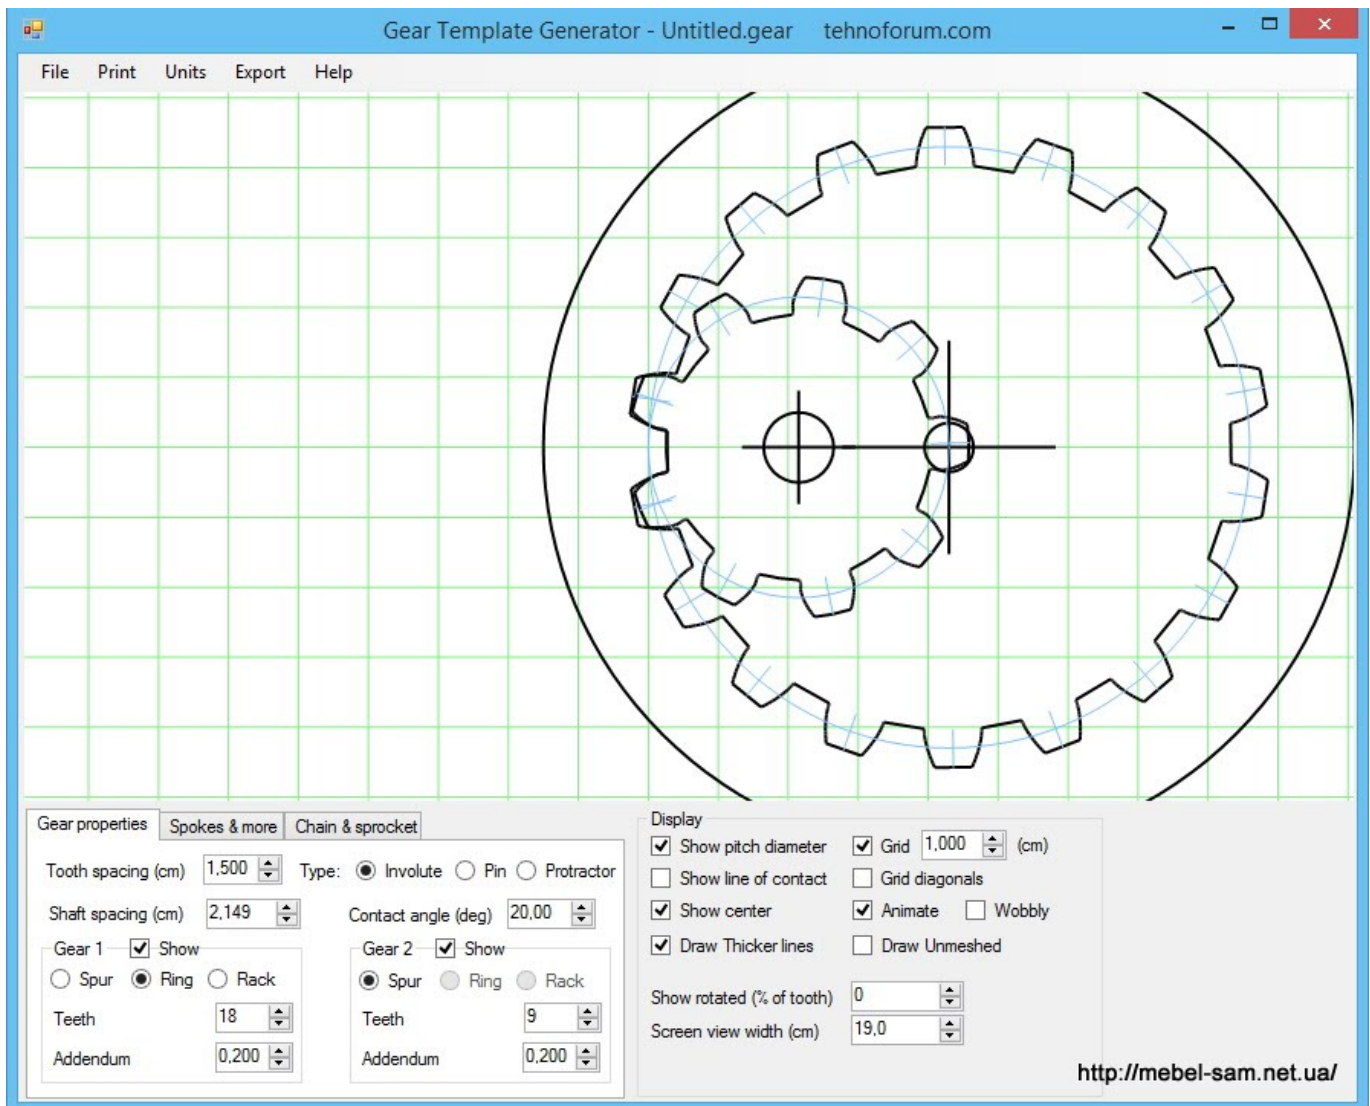 Gear Template Generator - Untitled.gear tehnoforum.com
File Print Units Export Help
Gear properties Spokes & more Chain & sprocket
Tooth spacing (cm) 1,500 Type: Involute Pin Protractor
Shaft spacing (cm) 2,149 Contact angle (deg) 20,00
Gear 1 Show
Spur Ring Rack
Teeth 18
Addendum 0,200
Gear 2 Show
Spur Ring Rack
Teeth 9
Addendum 0,200
Display
Show pitch diameter Grid 1,000 (cm)
Show line of contact Grid diagonals
Show center Animate Wobbly
Draw Thicker lines Draw Unmeshed
Show rotated (% of tooth) 0
Screen view width (cm) 19,0
http://mebel-sam.net.ua/